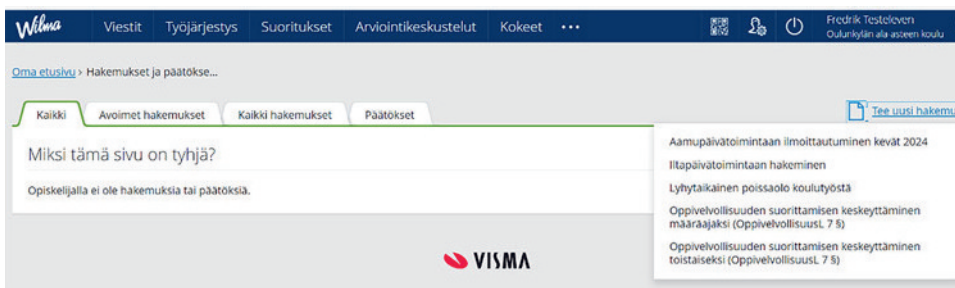 Wilma Viestit Työjärjestys Suoritukset Arviointikeskustelut Kokeet ••• Fredrik Testeleven
Oulunkylän ala asteen koulu
Oma etusivu › Hakemukset ja päätökse...
Kaikki Avoimet hakemukset Kaikki hakemukset Päätökset Tee uusi hakemu
Miksi tämä sivu on tyhjä?
Opiskelijalla ei ole hakemuksia tai päätöksiä.
Aamupäivätoimintaan ilmoittautuminen kevät 2024
Iltapäivätoimintaan hakeminen
Lyhytaikainen poissaolo koulutyöstä
Oppivelvollisuuden suorittamisen keskeyttäminen
määräajaksi (OppivelvollisuusL 7 §)
Oppivelvollisuuden suorittamisen keskeyttäminen
toistaiseksi (OppivelvollisuusL 7 §)
VISMA